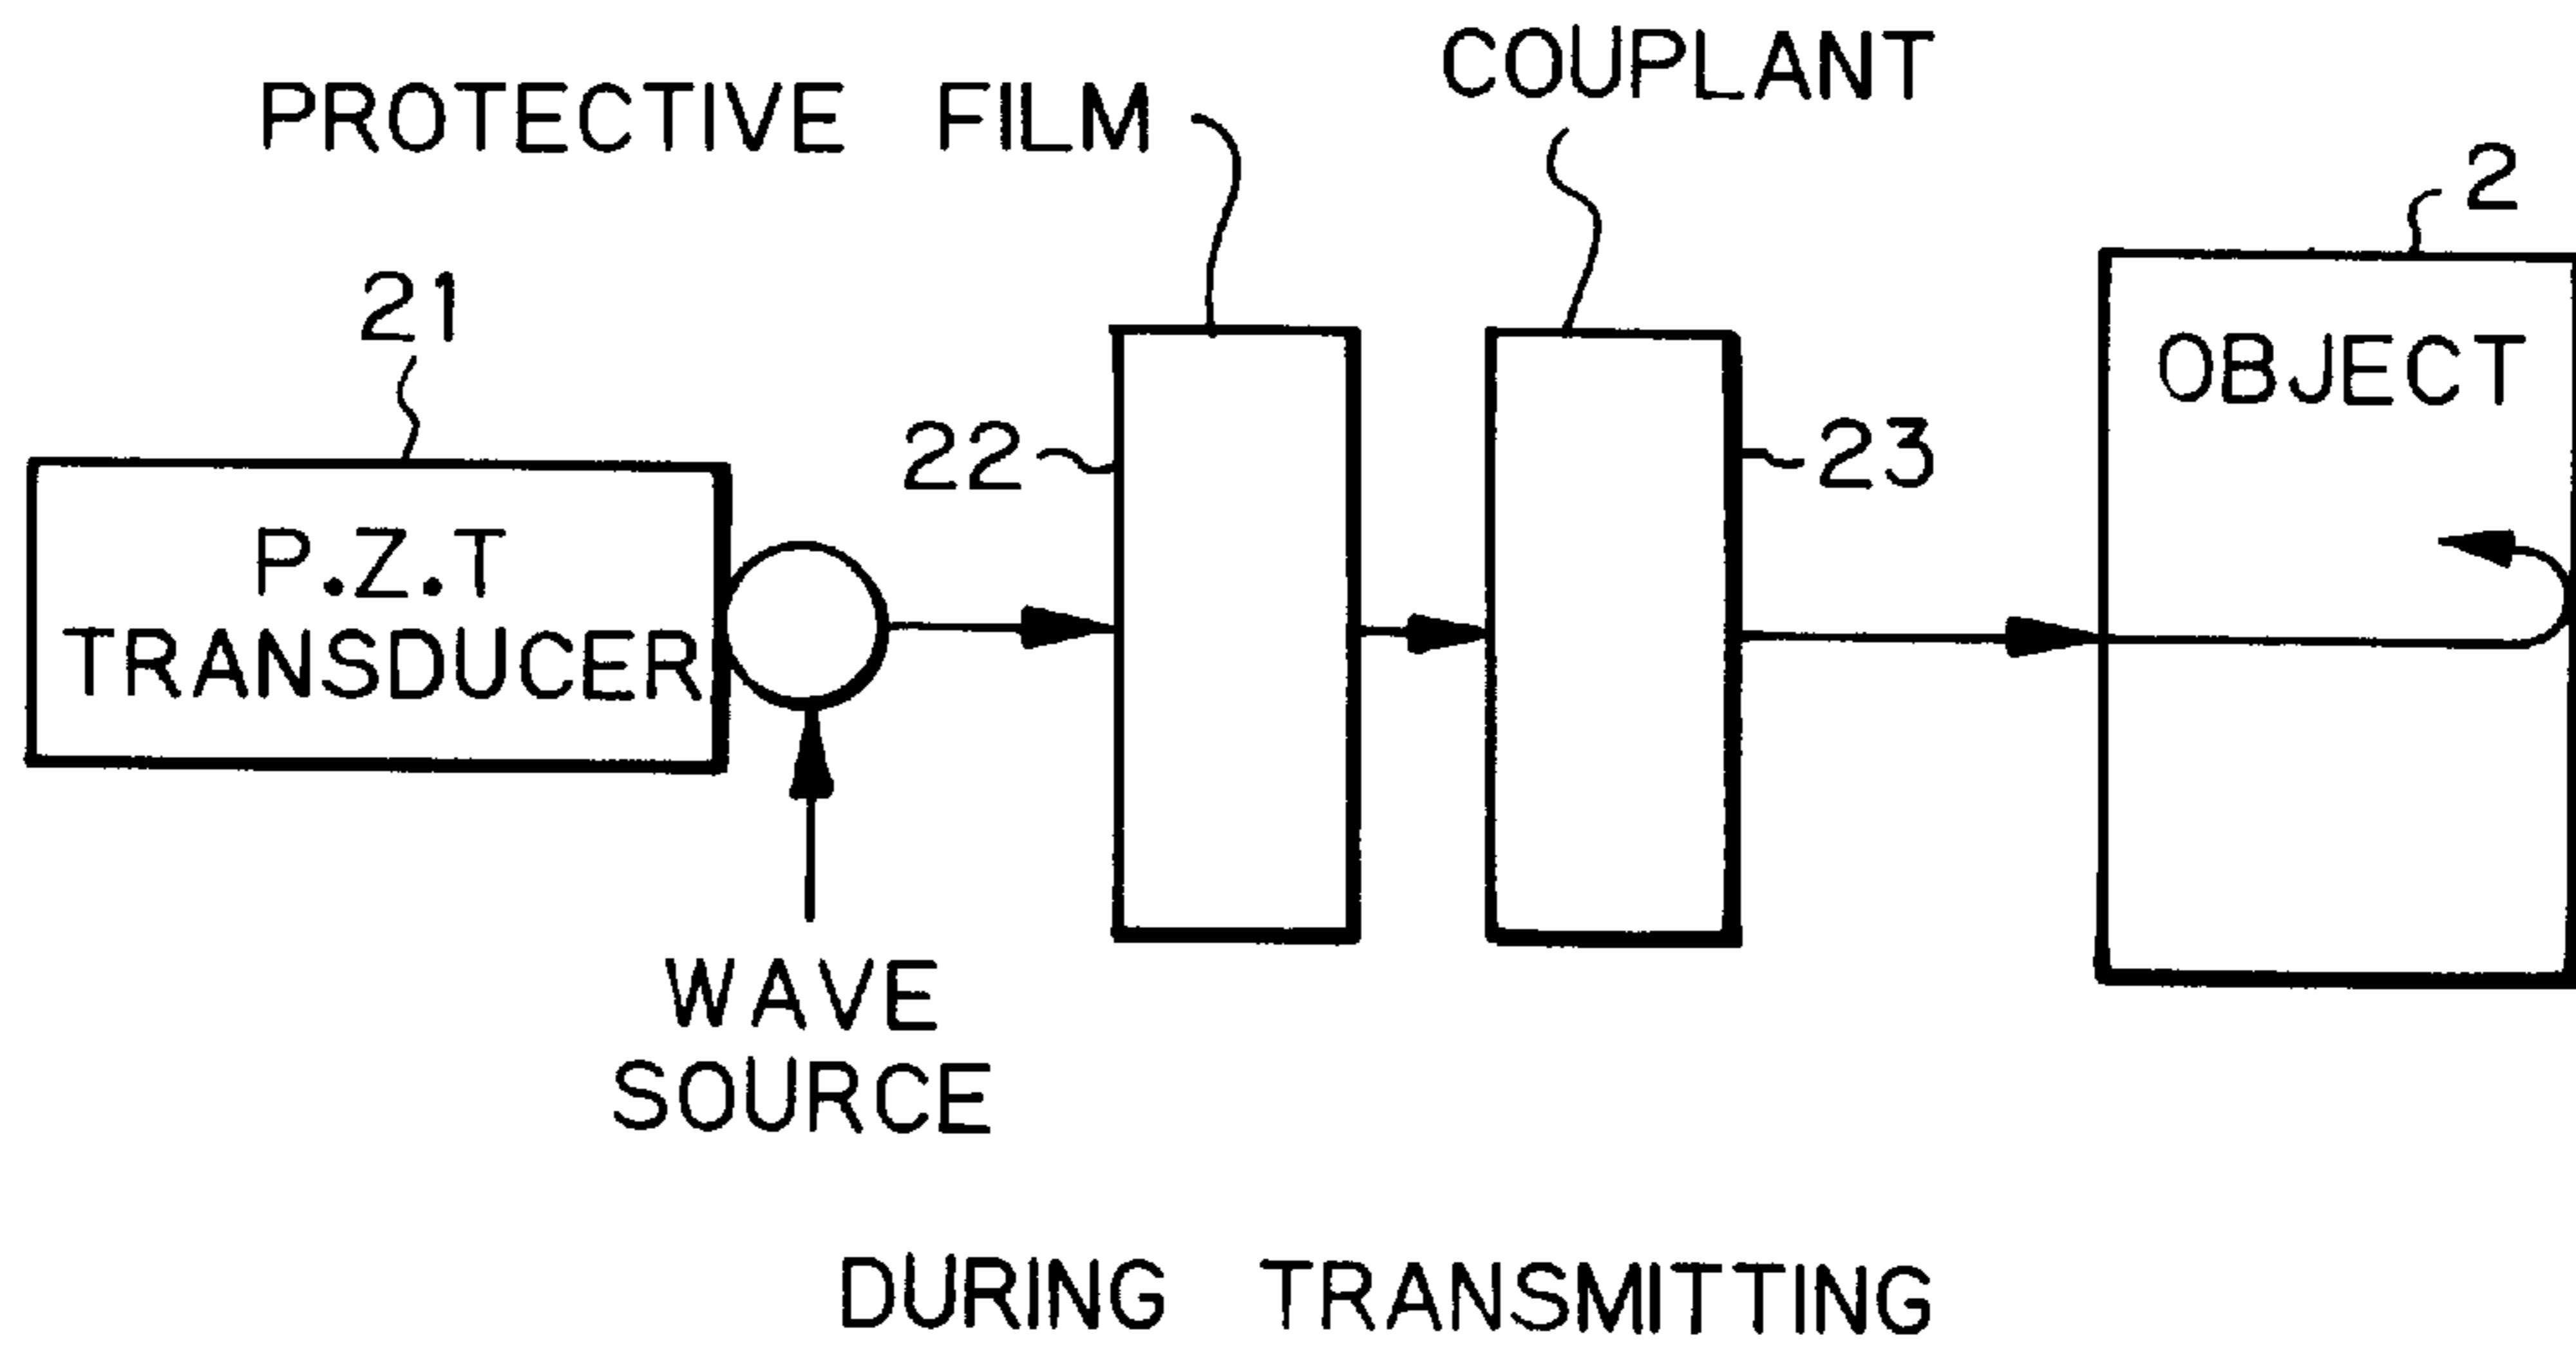 COUPLANT
PROTECTIVE FILM
2
21
OBJECT
22
23
P.Z.T
TRANSDUCER
WAVE
SOURCE
DURING TRANSMITTING